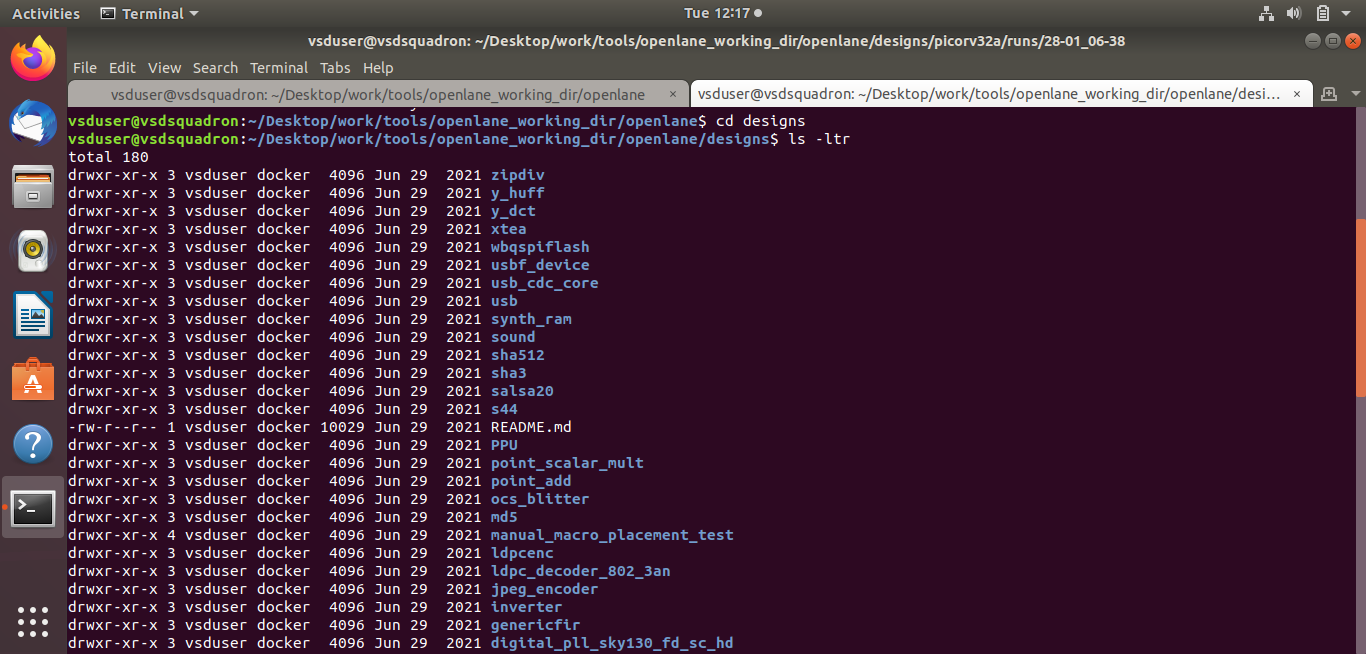 Activities Terminal Tue 12:17
vsduser@vsdsquadron: ~/Desktop/work/tools/openlane_working_dir/openlane/designs/picorv32a/runs/28-01_06-38
File Edit View Search Terminal Tabs Help
vsduser@vsdsquadron: ~/Desktop/work/tools/openlane_working_dir/openlane × vsduser@vsdsquadron: ~/Desktop/work/tools/openlane_working_dir/openlane/desi... ×
vsduser@vsdsquadron:~/Desktop/work/tools/openlane_working_dir/openlane$ cd designs
vsduser@vsdsquadron:~/Desktop/work/tools/openlane_working_dir/openlane/designs$ ls -ltr
total 180
drwxr-xr-x 3 vsduser docker  4096 Jun 29  2021 zipdiv
drwxr-xr-x 3 vsduser docker  4096 Jun 29  2021 y_huff
drwxr-xr-x 3 vsduser docker  4096 Jun 29  2021 y_dct
drwxr-xr-x 3 vsduser docker  4096 Jun 29  2021 xtea
drwxr-xr-x 3 vsduser docker  4096 Jun 29  2021 wbqspiflash
drwxr-xr-x 3 vsduser docker  4096 Jun 29  2021 usbf_device
drwxr-xr-x 3 vsduser docker  4096 Jun 29  2021 usb_cdc_core
drwxr-xr-x 3 vsduser docker  4096 Jun 29  2021 usb
drwxr-xr-x 3 vsduser docker  4096 Jun 29  2021 synth_ram
drwxr-xr-x 3 vsduser docker  4096 Jun 29  2021 sound
drwxr-xr-x 3 vsduser docker  4096 Jun 29  2021 sha512
drwxr-xr-x 3 vsduser docker  4096 Jun 29  2021 sha3
drwxr-xr-x 3 vsduser docker  4096 Jun 29  2021 salsa20
drwxr-xr-x 3 vsduser docker  4096 Jun 29  2021 s44
-rw-r--r-- 1 vsduser docker 10029 Jun 29  2021 README.md
drwxr-xr-x 3 vsduser docker  4096 Jun 29  2021 PPU
drwxr-xr-x 3 vsduser docker  4096 Jun 29  2021 point_scalar_mult
drwxr-xr-x 3 vsduser docker  4096 Jun 29  2021 point_add
drwxr-xr-x 3 vsduser docker  4096 Jun 29  2021 ocs_blitter
drwxr-xr-x 3 vsduser docker  4096 Jun 29  2021 md5
drwxr-xr-x 4 vsduser docker  4096 Jun 29  2021 manual_macro_placement_test
drwxr-xr-x 3 vsduser docker  4096 Jun 29  2021 ldpcenc
drwxr-xr-x 3 vsduser docker  4096 Jun 29  2021 ldpc_decoder_802_3an
drwxr-xr-x 3 vsduser docker  4096 Jun 29  2021 jpeg_encoder
drwxr-xr-x 3 vsduser docker  4096 Jun 29  2021 inverter
drwxr-xr-x 3 vsduser docker  4096 Jun 29  2021 genericfir
drwxr-xr-x 3 vsduser docker  4096 Jun 29  2021 digital_pll_sky130_fd_sc_hd